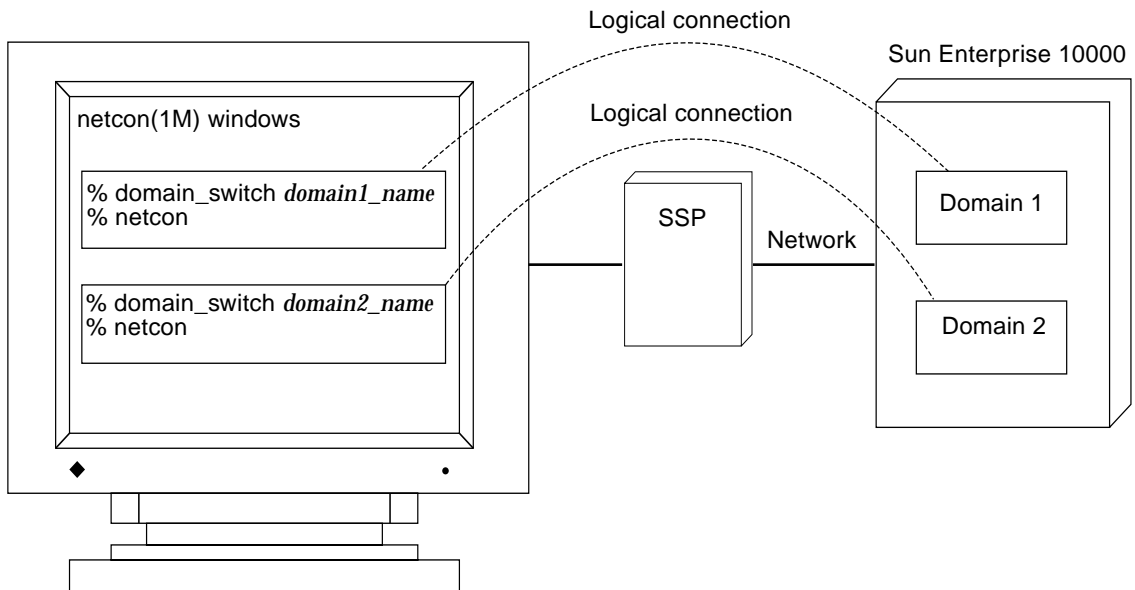 Logical connection
Sun Enterprise 10000
netcon(1M) windows
Logical connection
% domain_switch domain1_name
% netcon
SSP
Network
Domain 1
% domain_switch domain2_name
% netcon
Domain 2